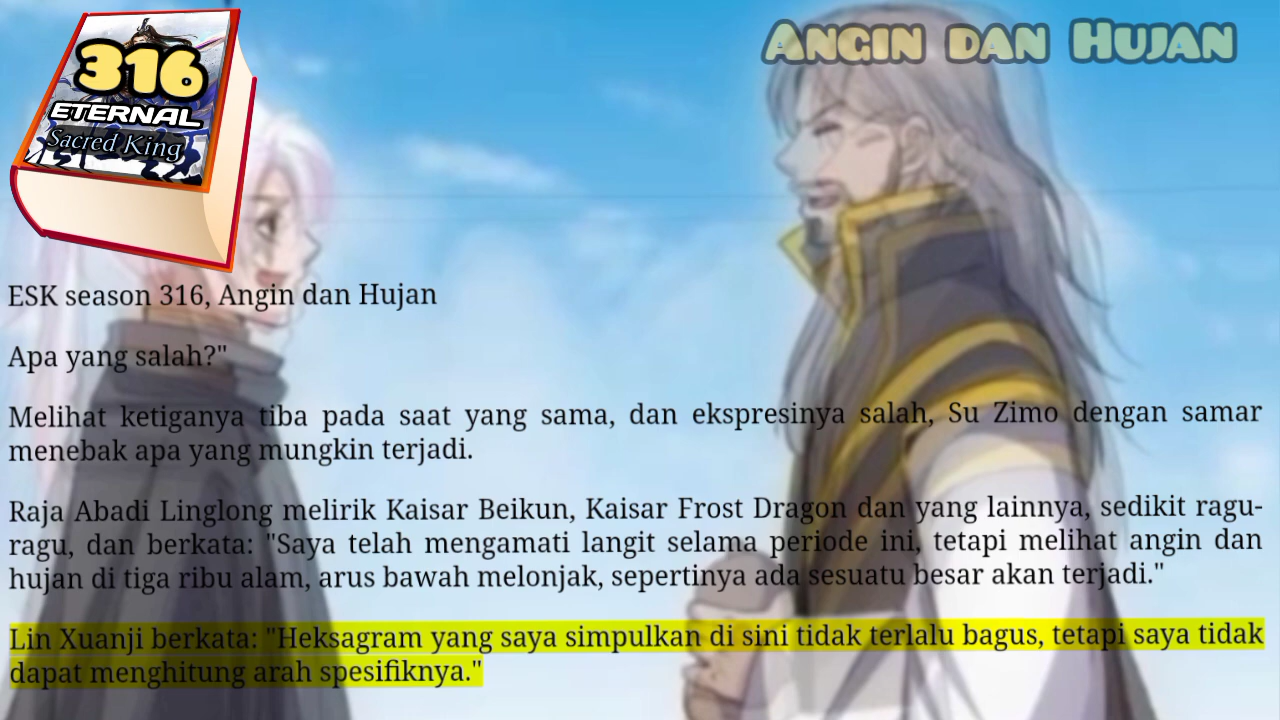 316
ETERNAL
Sacred King
ANGIN DAN HUJAN
ESK season 316, Angin dan Hujan
Apa yang salah?"
Melihat ketiganya tiba pada saat yang sama, dan ekspresinya salah, Su Zimo dengan samar
menebak apa yang mungkin terjadi.
Raja Abadi Linglong melirik Kaisar Beikun, Kaisar Frost Dragon dan yang lainnya, sedikit ragu-
ragu, dan berkata: "Saya telah mengamati langit selama periode ini, tetapi melihat angin dan
hujan di tiga ribu alam, arus bawah melonjak, sepertinya ada sesuatu besar akan terjadi."
Lin Xuanji berkata: "Heksagram yang saya simpulkan di sini tidak terlalu bagus, tetapi saya tidak
dapat menghitung arah spesifiknya."